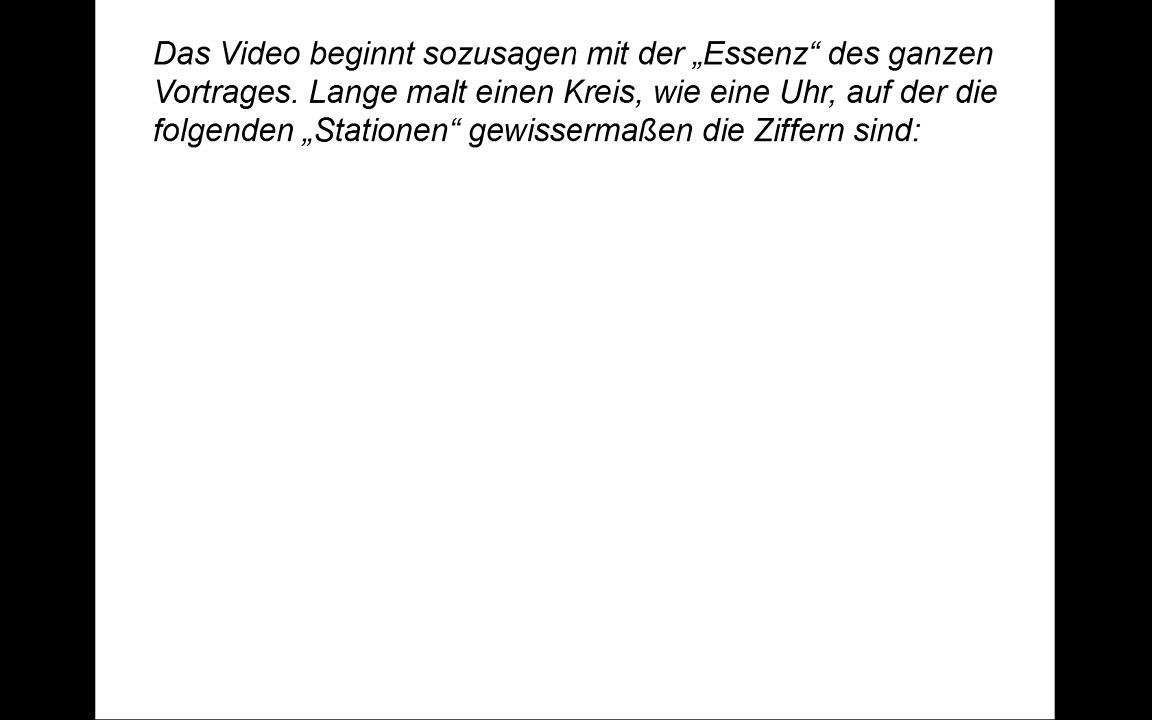 Das Video beginnt sozusagen mit der „Essenz“ des ganzen
Vortrages. Lange malt einen Kreis, wie eine Uhr, auf der die
folgenden „Stationen“ gewissermaßen die Ziffern sind: